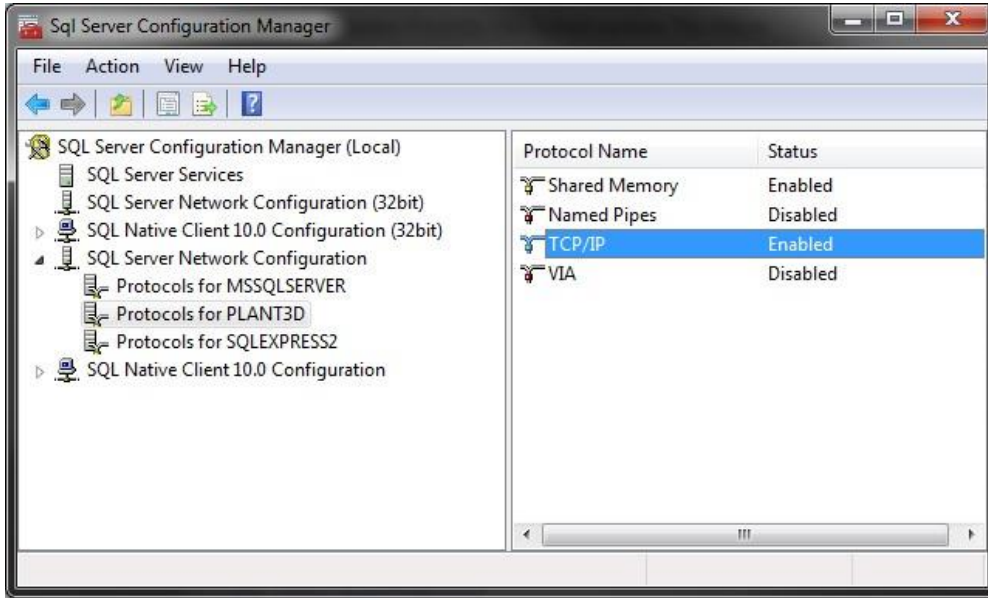 Sql Server Configuration Manager
File Action View Help
SQL Server Configuration Manager (Local)
SQL Server Services
SQL Server Network Configuration (32bit)
SQL Native Client 10.0 Configuration (32bit)
SQL Server Network Configuration
Protocols for MSSQLSERVER
Protocols for PLANT3D
Protocols for SQLEXPRESS2
SQL Native Client 10.0 Configuration
Protocol Name Status
Shared Memory Enabled
Named Pipes Disabled
TCP/IP Enabled
VIA Disabled